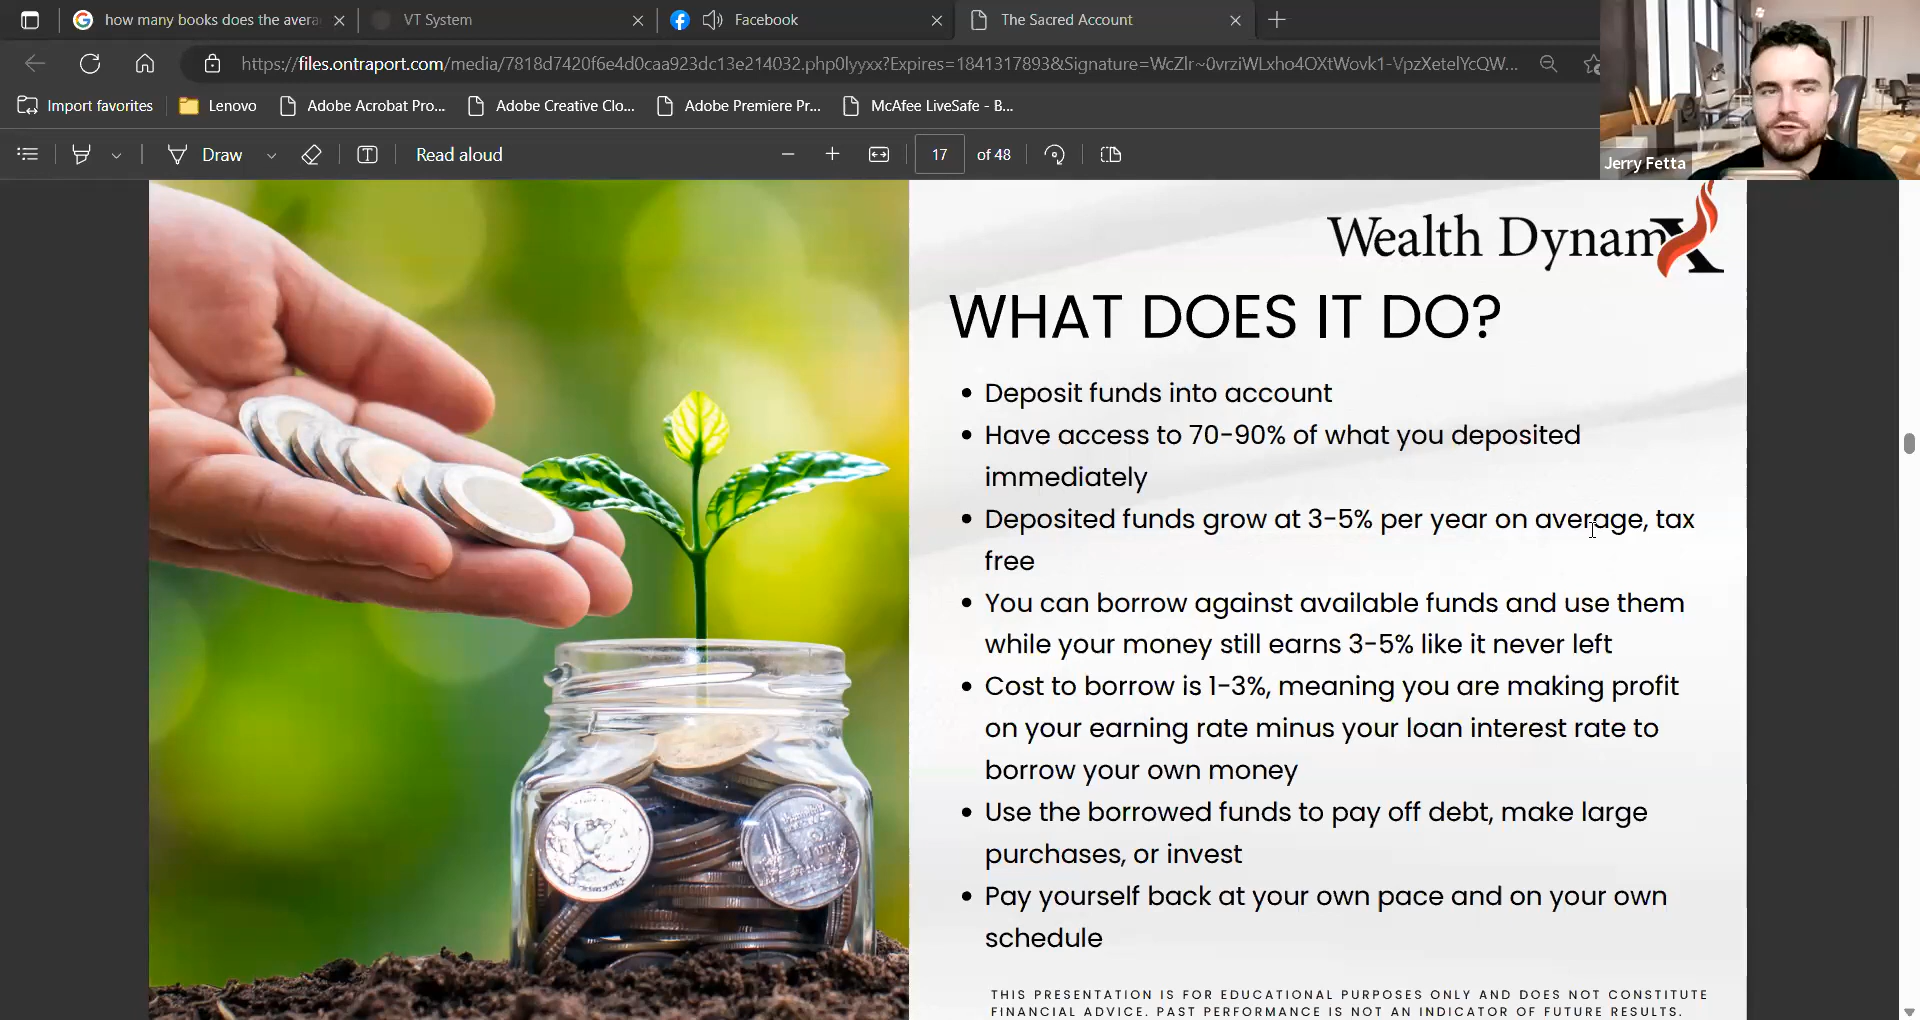 how many books does the avera
VT System
Facebook
The Sacred Account
https://files.ontraport.com/media/7818d7420f6e4d0caa923dc13e214032.php0lyyxx?Expires=1841317893&Signature=WcZlr~0vrziWLxho4OXtWovk1-VpzXetelYcQW...
Import favorites
Lenovo
Adobe Acrobat Pro...
Adobe Creative Clo...
Adobe Premiere Pr...
McAfee LiveSafe - B...
Draw
Read aloud
17
of 48
Jerry Fetta
Wealth DynamX
WHAT DOES IT DO?
• Deposit funds into account
• Have access to 70-90% of what you deposited
immediately
• Deposited funds grow at 3-5% per year on average, tax
free
• You can borrow against available funds and use them
while your money still earns 3-5% like it never left
• Cost to borrow is 1-3%, meaning you are making profit
on your earning rate minus your loan interest rate to
borrow your own money
• Use the borrowed funds to pay off debt, make large
purchases, or invest
• Pay yourself back at your own pace and on your own
schedule
THIS PRESENTATION IS FOR EDUCATIONAL PURPOSES ONLY AND DOES NOT CONSTITUTE
FINANCIAL ADVICE. PAST PERFORMANCE IS NOT AN INDICATOR OF FUTURE RESULTS.